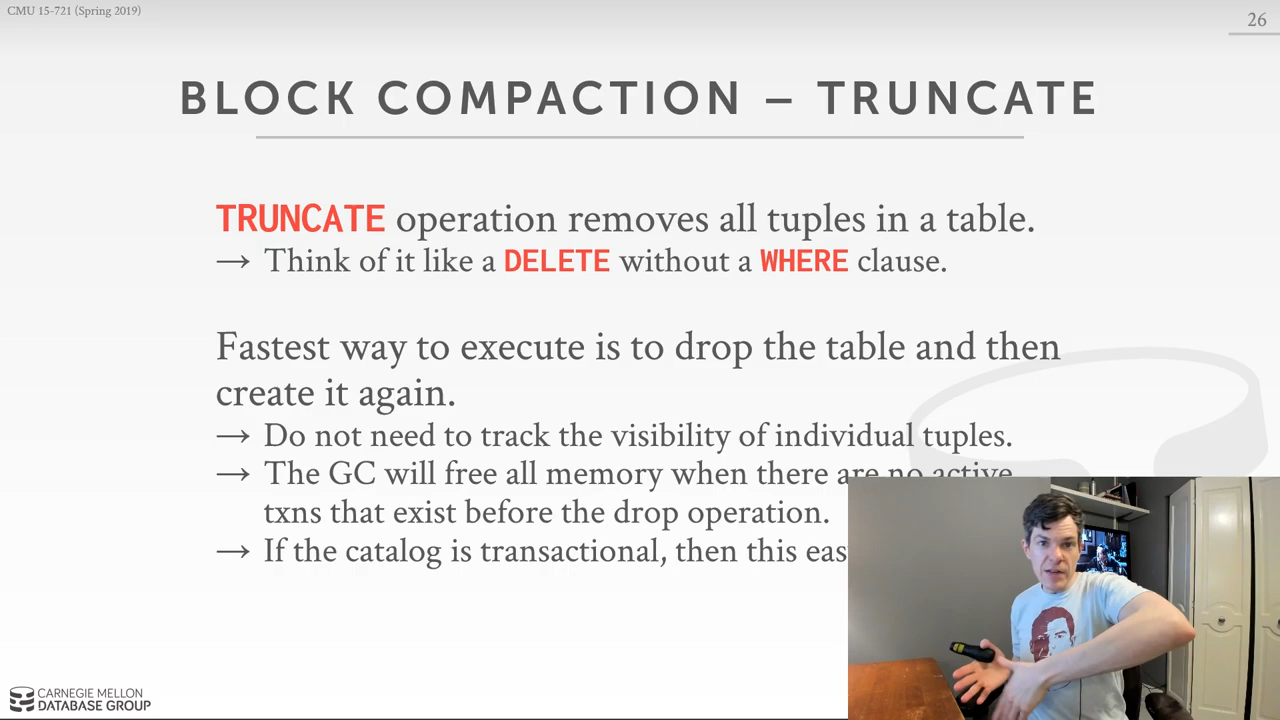 CMU 15-721 (Spring 2019)
26
BLOCK COMPACTION – TRUNCATE
TRUNCATE operation removes all tuples in a table.
→ Think of it like a DELETE without a WHERE clause.
Fastest way to execute is to drop the table and then
create it again.
→ Do not need to track the visibility of individual tuples.
→ The GC will free all memory when there are no active
txns that exist before the drop operation.
→ If the catalog is transactional, then this
CARNEGIE MELLON
DATABASE GROUP